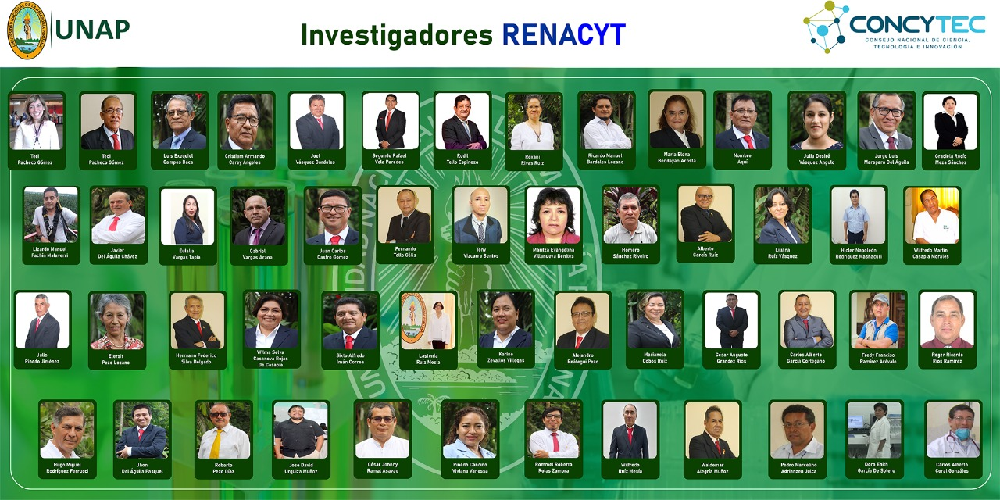 UNAP
Investigadores RENACYT
CONCYTEC
CONSEJO NACIONAL DE CIENCIA,
TECNOLOGÍA E INNOVACIÓN
Tedi
Pacheco Gómez
Tedi
Pacheco Gómez
Luis Exequiel
Campos Baca
Cristiam Armando
Carey Ángeles
Joel
Vásquez Bardales
Segundo Rafael
Vela Paredes
Rodil
Tello Espinoza
Roxani
Rivas Ruiz
Ricardo Manuel
Bardales Lozano
Maria Elena
Bendayan Acosta
Nombre
Aquí
Julia Desiré
Vásquez Angulo
Jorge Luis
Marapara Del Águila
Graciela Rocío
Meza Sánchez
Lizardo Manuel
Fachín Malaverri
Javier
Del Águila Chávez
Eulalia
Vargas Tapia
Gabriel
Vargas Arana
Juan Carlos
Castro Gómez
Fernando
Tello Célis
Tony
Vizcarra Bentos
Maritza Evangelina
Villanueva Benites
Homero
Sánchez Riveiro
Alberto
García Ruiz
Liliana
Ruiz Vásquez
Hicler Napoleón
Rodriguez Mashacuri
Wilfredo Martín
Casapía Morales
Julio
Pinedo Jiménez
Etersit
Pezo Lozano
Hermann Federico
Silva Delgado
Wilma Selva
Casanova Rojas
De Casapía
Sixto Alfredo
Imán Correa
Lastenia
Ruiz Mesía
Karine
Zevallos Villegas
Alejandro
Reátegui Pezo
Marianela
Cobos Ruiz
César Augusto
Grandez Ríos
Carlos Alberto
García Cortegano
Fredy Franciso
Ramírez Arévalo
Roger Ricardo
Ríos Ramírez
Hugo Miguel
Rodríguez Ferrucci
Jhon
Del Águila Pasquel
Roberto
Pezo Díaz
José David
Urquiza Muñoz
César Johnny
Ramal Asayag
Pinedo Cancino
Viviana Vanessa
Rommel Roberto
Rojas Zamora
Wilfredo
Ruiz Mesía
Waldemar
Alegría Muñoz
Pedro Marcelino
Adrianzen Julca
Dora Enith
García De Sotero
Carlos Alberto
Coral Gonzáles